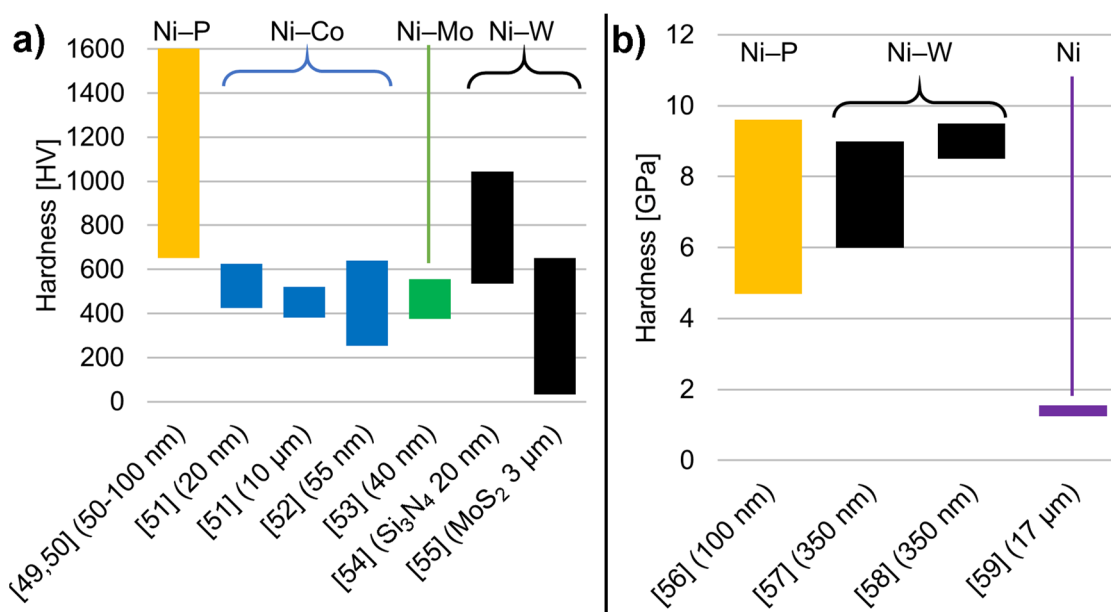 a)
Ni–P Ni–Co Ni–Mo Ni–W
Hardness [HV]
1600
1400
1200
1000
800
600
400
200
0
[49,50] (50-100 nm)
[51] (20 nm)
[51] (10 µm)
[52] (55 nm)
[53] (40 nm)
[54] (Si₃N₄ 20 nm)
[55] (MoS₂ 3 µm)
b)
Ni–P Ni–W Ni
Hardness [GPa]
12
10
8
6
4
2
0
[56] (100 nm)
[57] (350 nm)
[58] (350 nm)
[59] (17 µm)